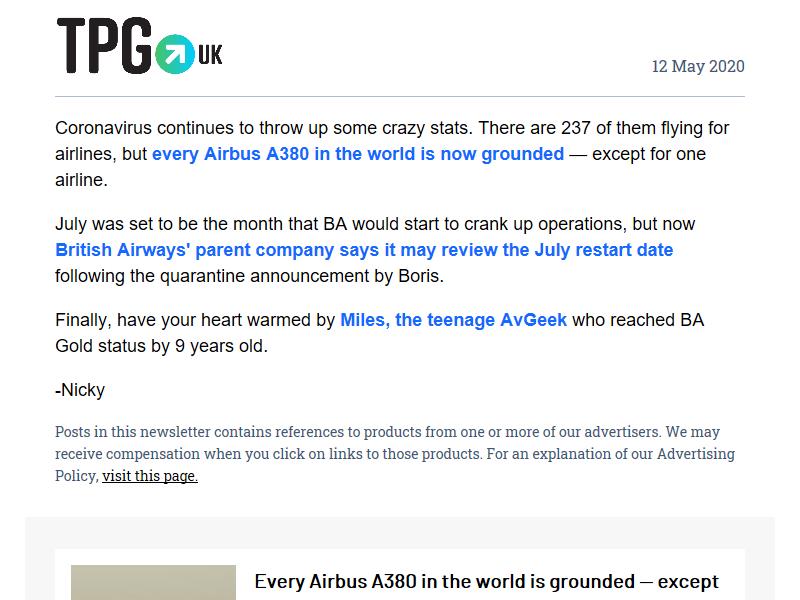 TPG UK
12 May 2020
Coronavirus continues to throw up some crazy stats. There are 237 of them flying for
airlines, but every Airbus A380 in the world is now grounded — except for one
airline.
July was set to be the month that BA would start to crank up operations, but now
British Airways' parent company says it may review the July restart date
following the quarantine announcement by Boris.
Finally, have your heart warmed by Miles, the teenage AvGeek who reached BA
Gold status by 9 years old.
-Nicky
Posts in this newsletter contains references to products from one or more of our advertisers. We may
receive compensation when you click on links to those products. For an explanation of our Advertising
Policy, visit this page.
Every Airbus A380 in the world is grounded — except